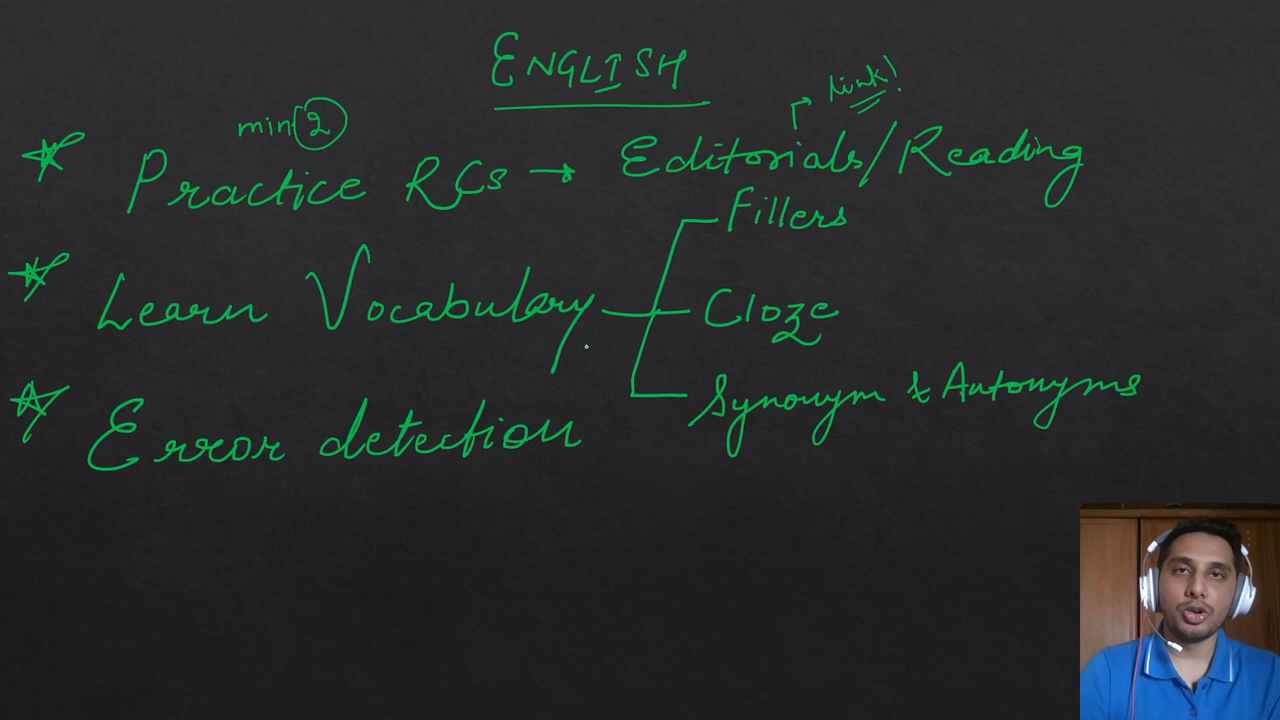 ENGLISH
Link!
min 2
Practice RCs → Editorials/Reading
Fillers
Learn Vocabulary
Cloze
Synonym & Antonyms
Error detection